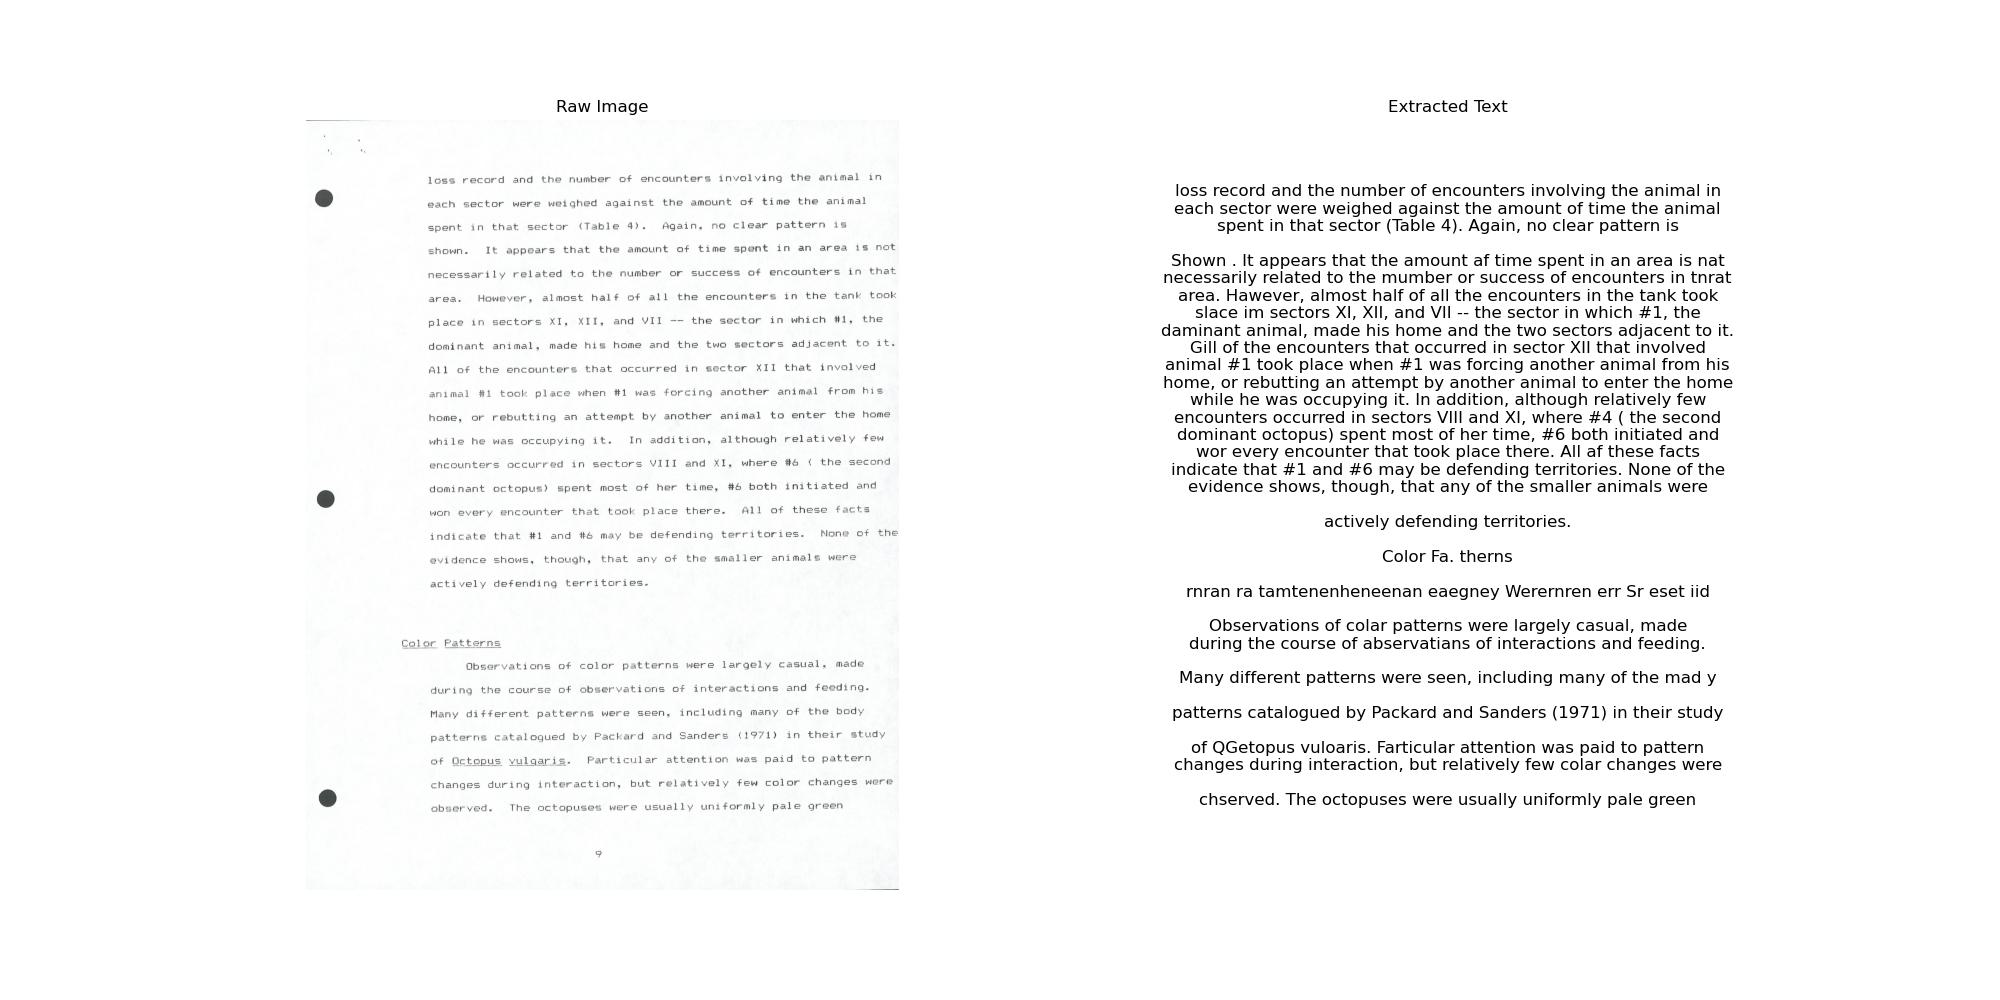 Raw Image
loss record and the number of encounters involving the animal in
each sector were weighed against the amount of time the animal
spent in that sector (Table 4).  Again, no clear pattern is
shown.  It appears that the amount of time spent in an area is not
necessarily related to the number or success of encounters in that
area.  However, almost half of all the encounters in the tank took
place in sectors XI, XII, and VII -- the sector in which #1, the
dominant animal, made his home and the two sectors adjacent to it.
All of the encounters that occurred in sector XII that involved
animal #1 took place when #1 was forcing another animal from his
home, or rebutting an attempt by another animal to enter the home
while he was occupying it.  In addition, although relatively few
encounters occurred in sectors VIII and XI, where #6 ( the second
dominant octopus) spent most of her time, #6 both initiated and
won every encounter that took place there.  All of these facts
indicate that #1 and #6 may be defending territories.  None of the
evidence shows, though, that any of the smaller animals were
actively defending territories.
Color Patterns
Observations of color patterns were largely casual, made
during the course of observations of interactions and feeding.
Many different patterns were seen, including many of the body
patterns catalogued by Packard and Sanders (1971) in their study
of Octopus vulgaris.  Particular attention was paid to pattern
changes during interaction, but relatively few color changes were
observed.  The octopuses were usually uniformly pale green
9
Extracted Text
loss record and the number of encounters involving the animal in
each sector were weighed against the amount of time the animal
spent in that sector (Table 4). Again, no clear pattern is
Shown . It appears that the amount af time spent in an area is nat
necessarily related to the mumber or success of encounters in tnrat
area. Hawever, almost half of all the encounters in the tank took
slace im sectors XI, XII, and VII -- the sector in which #1, the
daminant animal, made his home and the two sectors adjacent to it.
Gill of the encounters that occurred in sector XII that involved
animal #1 took place when #1 was forcing another animal from his
home, or rebutting an attempt by another animal to enter the home
while he was occupying it. In addition, although relatively few
encounters occurred in sectors VIII and XI, where #4 ( the second
dominant octopus) spent most of her time, #6 both initiated and
wor every encounter that took place there. All af these facts
indicate that #1 and #6 may be defending territories. None of the
evidence shows, though, that any of the smaller animals were
actively defending territories.
Color Fa. therns
rnran ra tamtenenheneenan eaegney Werernren err Sr eset iid
Observations of colar patterns were largely casual, made
during the course of abservatians of interactions and feeding.
Many different patterns were seen, including many of the mad y
patterns catalogued by Packard and Sanders (1971) in their study
of QGetopus vuloaris. Farticular attention was paid to pattern
changes during interaction, but relatively few colar changes were
chserved. The octopuses were usually uniformly pale green